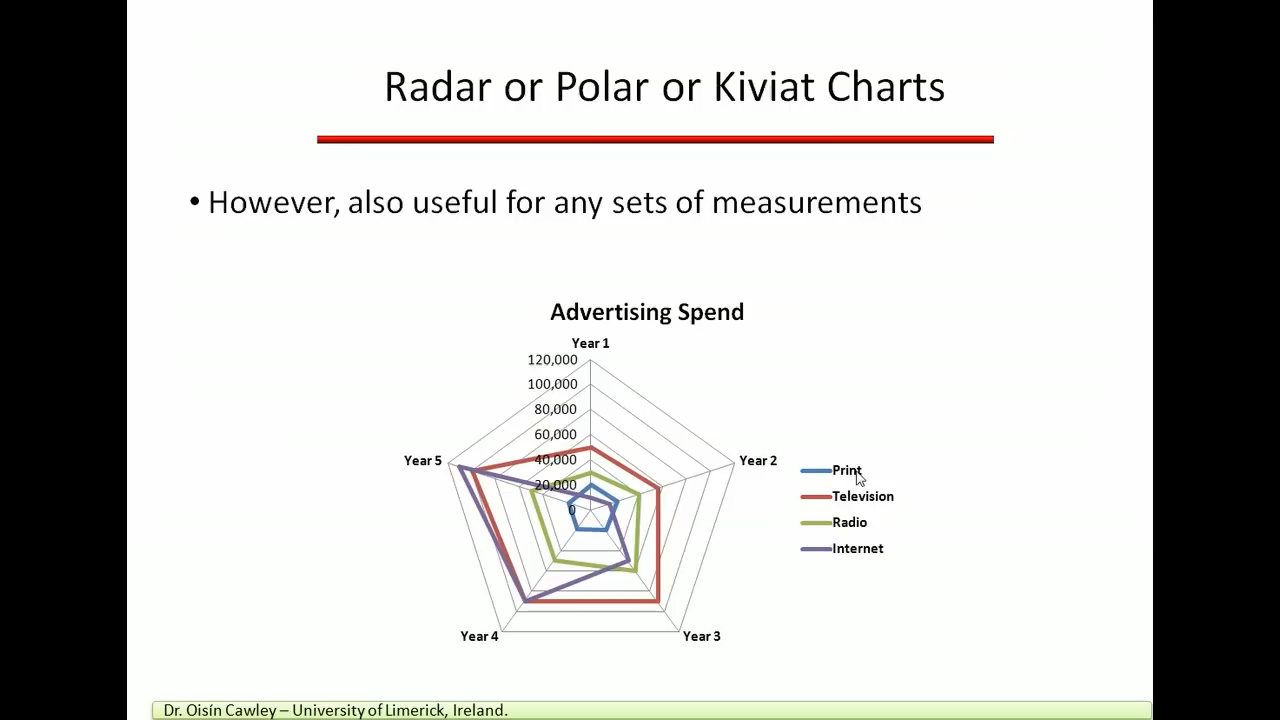 Radar or Polar or Kiviat Charts
• However, also useful for any sets of measurements
Advertising Spend
Year 1
120,000
100,000
80,000
60,000
40,000
20,000
0
Year 5
Year 2
Year 4
Year 3
Print
Television
Radio
Internet
Dr. Oisín Cawley – University of Limerick, Ireland.